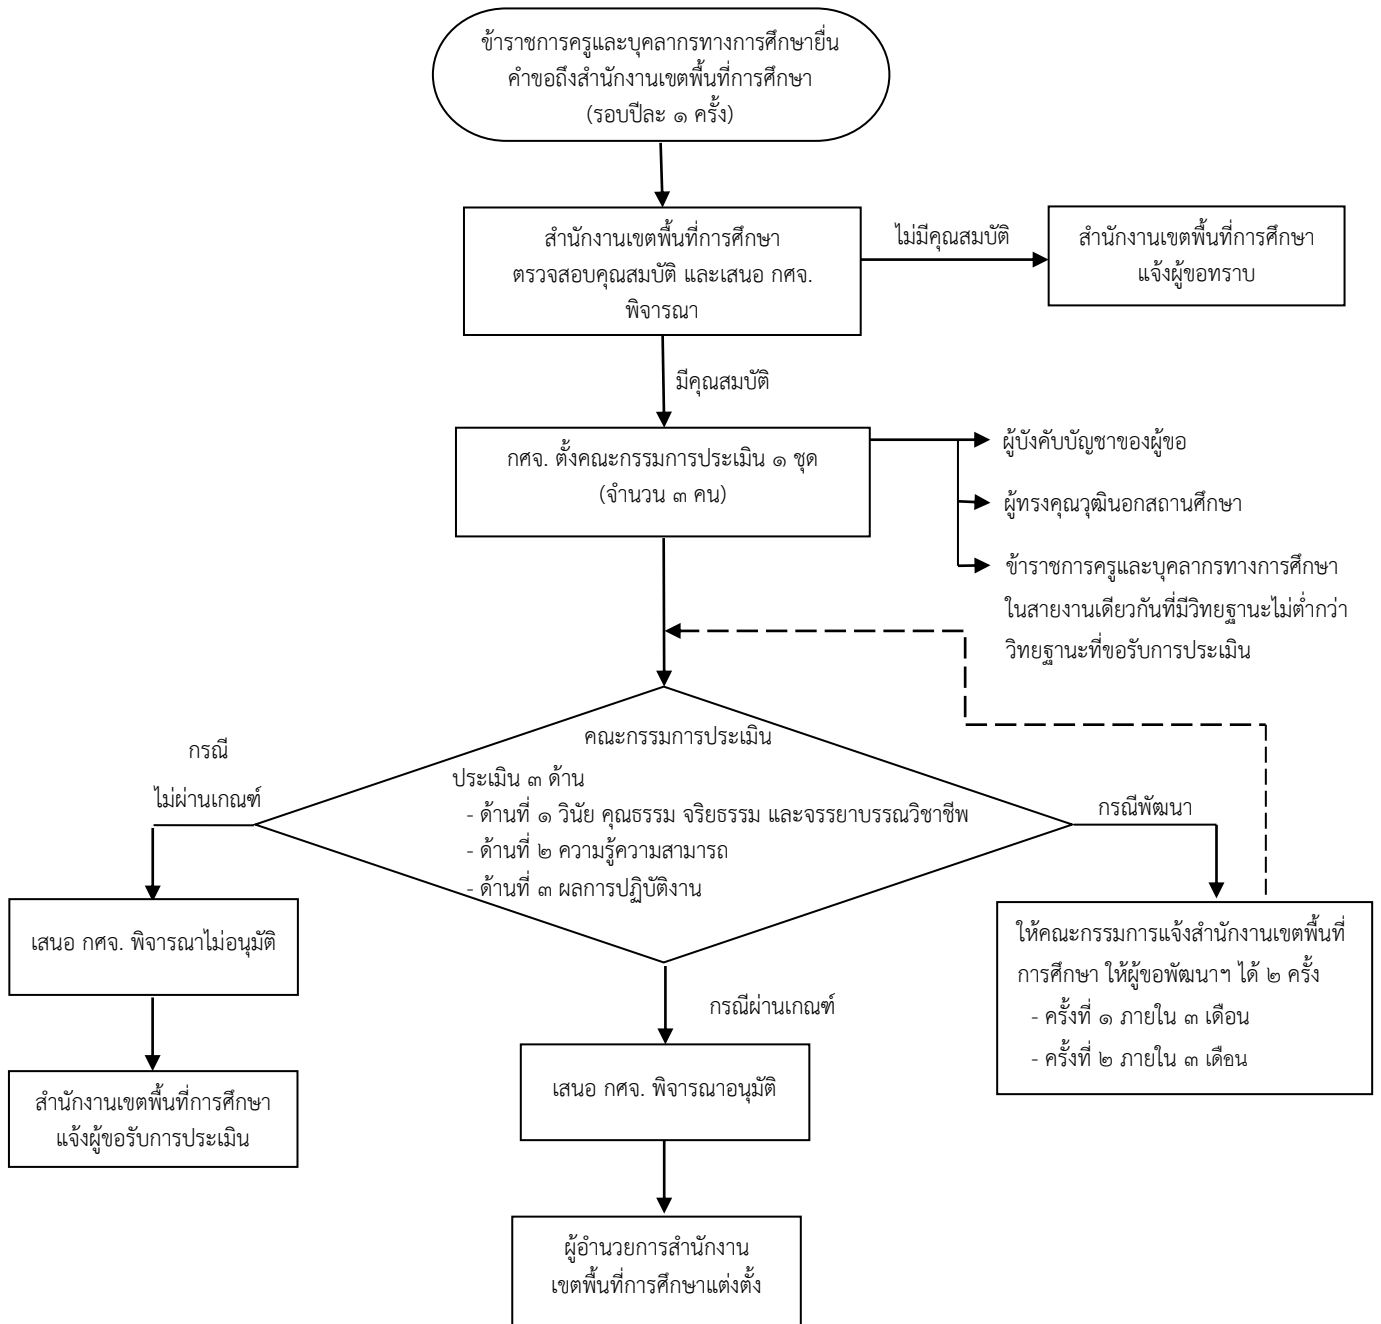 ข้าราชการครูและบุคลากรทางการศึกษายื่น
คำขอถึงสำนักงานเขตพื้นที่การศึกษา
(รอบปีละ ๑ ครั้ง)
สำนักงานเขตพื้นที่การศึกษา
ตรวจสอบคุณสมบัติ และเสนอ กศจ.
พิจารณา
ไม่มีคุณสมบัติ
สำนักงานเขตพื้นที่การศึกษา
แจ้งผู้ขอทราบ
มีคุณสมบัติ
กศจ. ตั้งคณะกรรมการประเมิน ๑ ชุด
(จำนวน ๓ คน)
ผู้บังคับบัญชาของผู้ขอ
ผู้ทรงคุณวุฒินอกสถานศึกษา
ข้าราชการครูและบุคลากรทางการศึกษา
ในสายงานเดียวกันที่มีวิทยฐานะไม่ต่ำกว่า
วิทยฐานะที่ขอรับการประเมิน
คณะกรรมการประเมิน
ประเมิน ๓ ด้าน
- ด้านที่ ๑ วินัย คุณธรรม จริยธรรม และจรรยาบรรณวิชาชีพ
- ด้านที่ ๒ ความรู้ความสามารถ
- ด้านที่ ๓ ผลการปฏิบัติงาน
กรณี
ไม่ผ่านเกณฑ์
เสนอ กศจ. พิจารณาไม่อนุมัติ
สำนักงานเขตพื้นที่การศึกษา
แจ้งผู้ขอรับการประเมิน
กรณีผ่านเกณฑ์
เสนอ กศจ. พิจารณาอนุมัติ
ผู้อำนวยการสำนักงาน
เขตพื้นที่การศึกษาแต่งตั้ง
กรณีพัฒนา
ให้คณะกรรมการแจ้งสำนักงานเขตพื้นที่
การศึกษา ให้ผู้ขอพัฒนาฯ ได้ ๒ ครั้ง
- ครั้งที่ ๑ ภายใน ๓ เดือน
- ครั้งที่ ๒ ภายใน ๓ เดือน